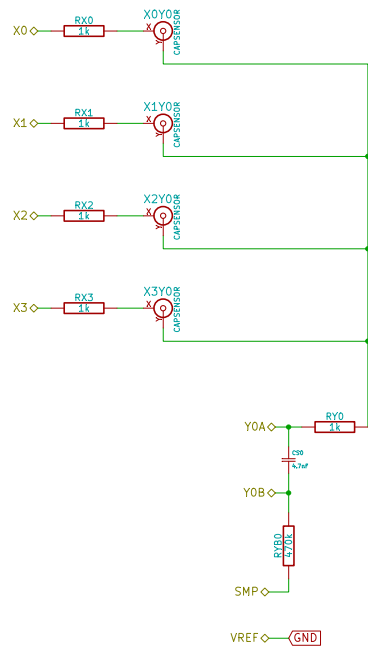 X0
RX0
1k
X0Y0
X
Y
CAPSENSOR
X1
RX1
1k
X1Y0
X
Y
CAPSENSOR
X2
RX2
1k
X2Y0
X
Y
CAPSENSOR
X3
RX3
1k
X3Y0
X
Y
CAPSENSOR
Y0A
RY0
1k
CS0
4,7nF
Y0B
RYB0
470k
SMP
VREF
GND